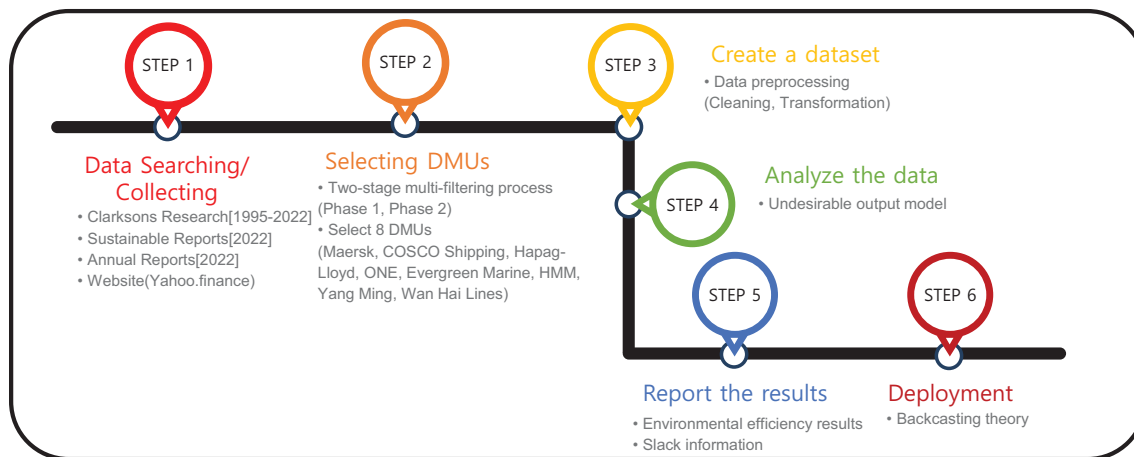 STEP 1
Data Searching/
Collecting
• Clarksons Research[1995-2022]
• Sustainable Reports[2022]
• Annual Reports[2022]
• Website(Yahoo.finance)
STEP 2
Selecting DMUs
• Two-stage multi-filtering process
(Phase 1, Phase 2)
• Select 8 DMUs
(Maersk, COSCO Shipping, Hapag-
Lloyd, ONE, Evergreen Marine, HMM,
Yang Ming, Wan Hai Lines)
STEP 3
Create a dataset
• Data preprocessing
(Cleaning, Transformation)
STEP 4
Analyze the data
• Undesirable output model
STEP 5
Report the results
• Environmental efficiency results
• Slack information
STEP 6
Deployment
• Backcasting theory